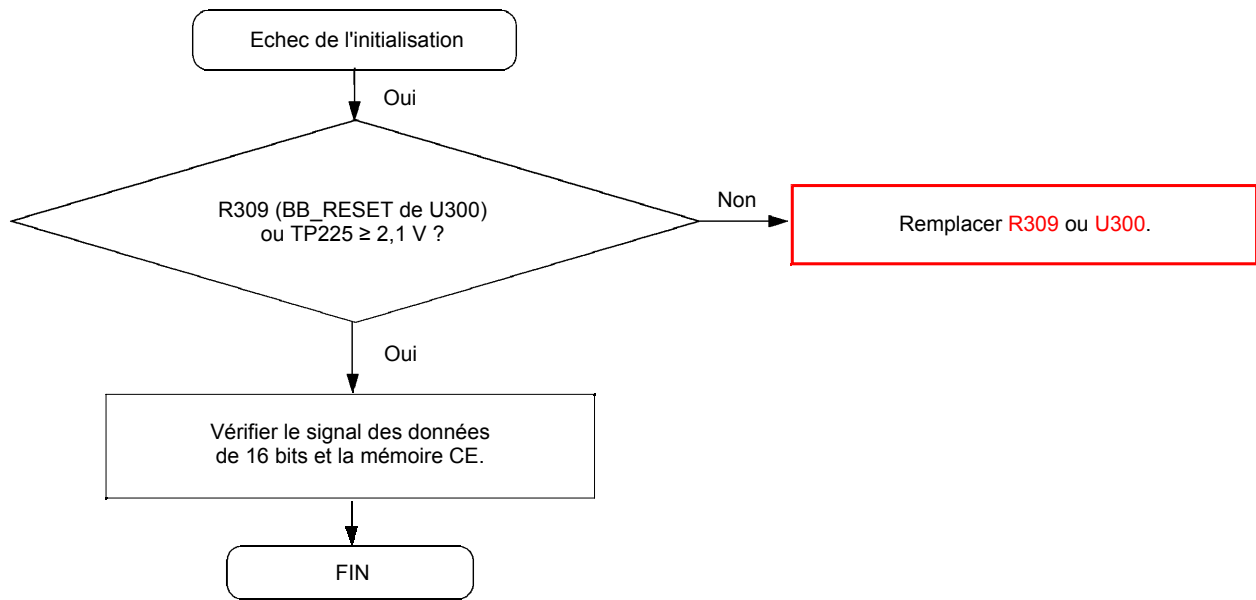 Echec de l'initialisation
Oui
R309 (BB_RESET de U300)
ou TP225 ≥ 2,1 V ?
Non
Remplacer R309 ou U300.
Oui
Vérifier le signal des données
de 16 bits et la mémoire CE.
FIN